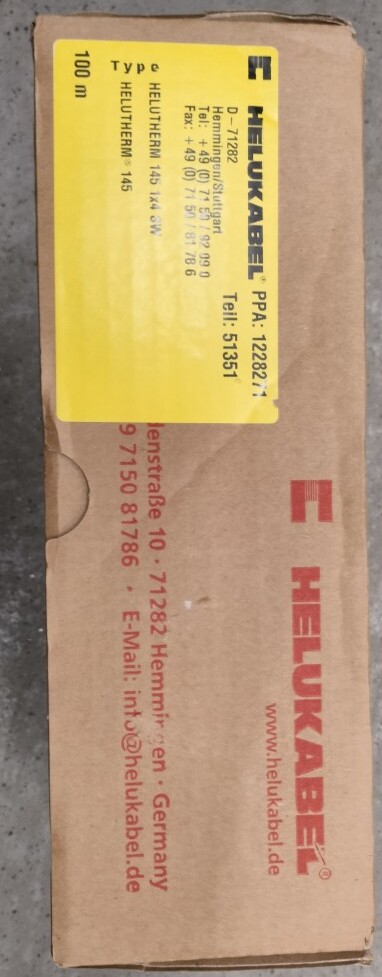 HELUKABEL® PPA: 1228271
D-71282 Teil: 51351
Hemmingen/Stuttgart
Tel: +49 (0) 71 50 / 92 09 0
Fax: +49 (0) 71 50 / 81 78 6
Type HELUTHERM 145 1x4 SW
HELUTHERM® 145
100 m
HELUKABEL®
www.helukabel.de
denstraße 10 · 71282 Hemmingen · Germany
9 7150 81786 · E-Mail: info@helukabel.de